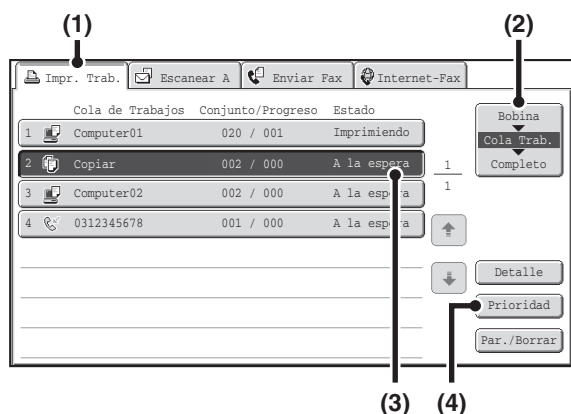 (1) (2)
Impr. Trab. Escanear A Enviar Fax Internet-Fax
Cola de Trabajos Conjunto/Progreso Estado
Bobina
1 Computer01 020 / 001 Imprimiendo
Cola Trab.
2 Copiar 002 / 000 A la espera 1
Completo
3 Computer02 002 / 000 A la espera 1
4 0312345678 001 / 000 A la espera
Detalle
Prioridad
Par./Borrar
(3) (4)